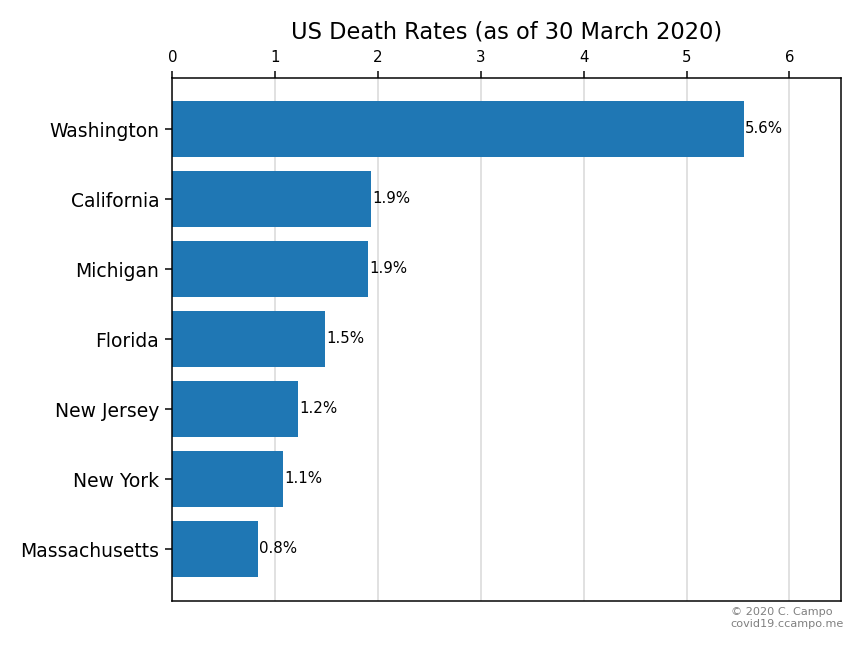 US Death Rates (as of 30 March 2020)
0 1 2 3 4 5 6
Washington 5.6%
California 1.9%
Michigan 1.9%
Florida 1.5%
New Jersey 1.2%
New York 1.1%
Massachusetts 0.8%
© 2020 C. Campo
covid19.ccampo.me